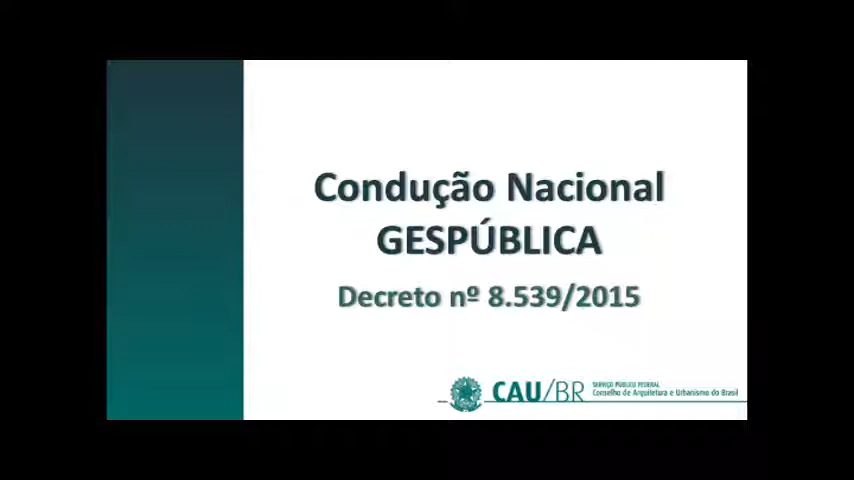 Condução Nacional
GESPÚBLICA
Decreto nº 8.539/2015
CAU/BR
SERVIÇO PÚBLICO FEDERAL
Conselho de Arquitetura e Urbanismo do Brasil